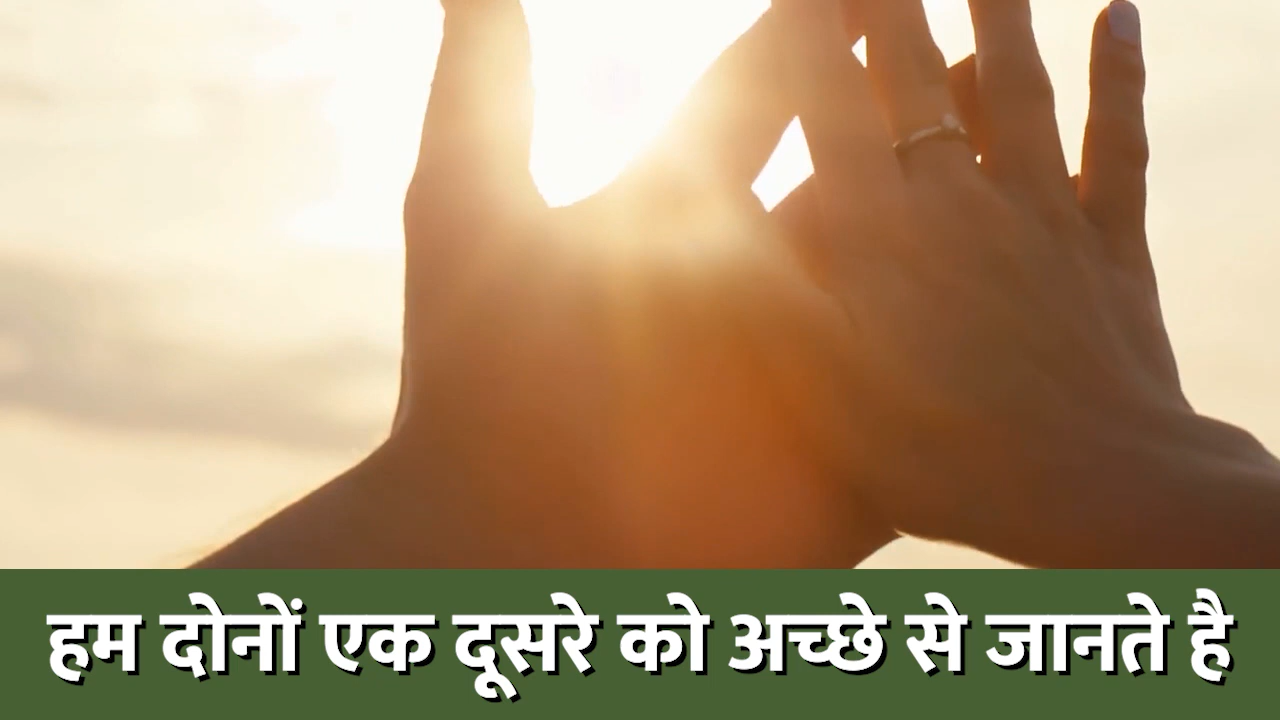 हम दोनों एक दूसरे को अच्छे से जानते है